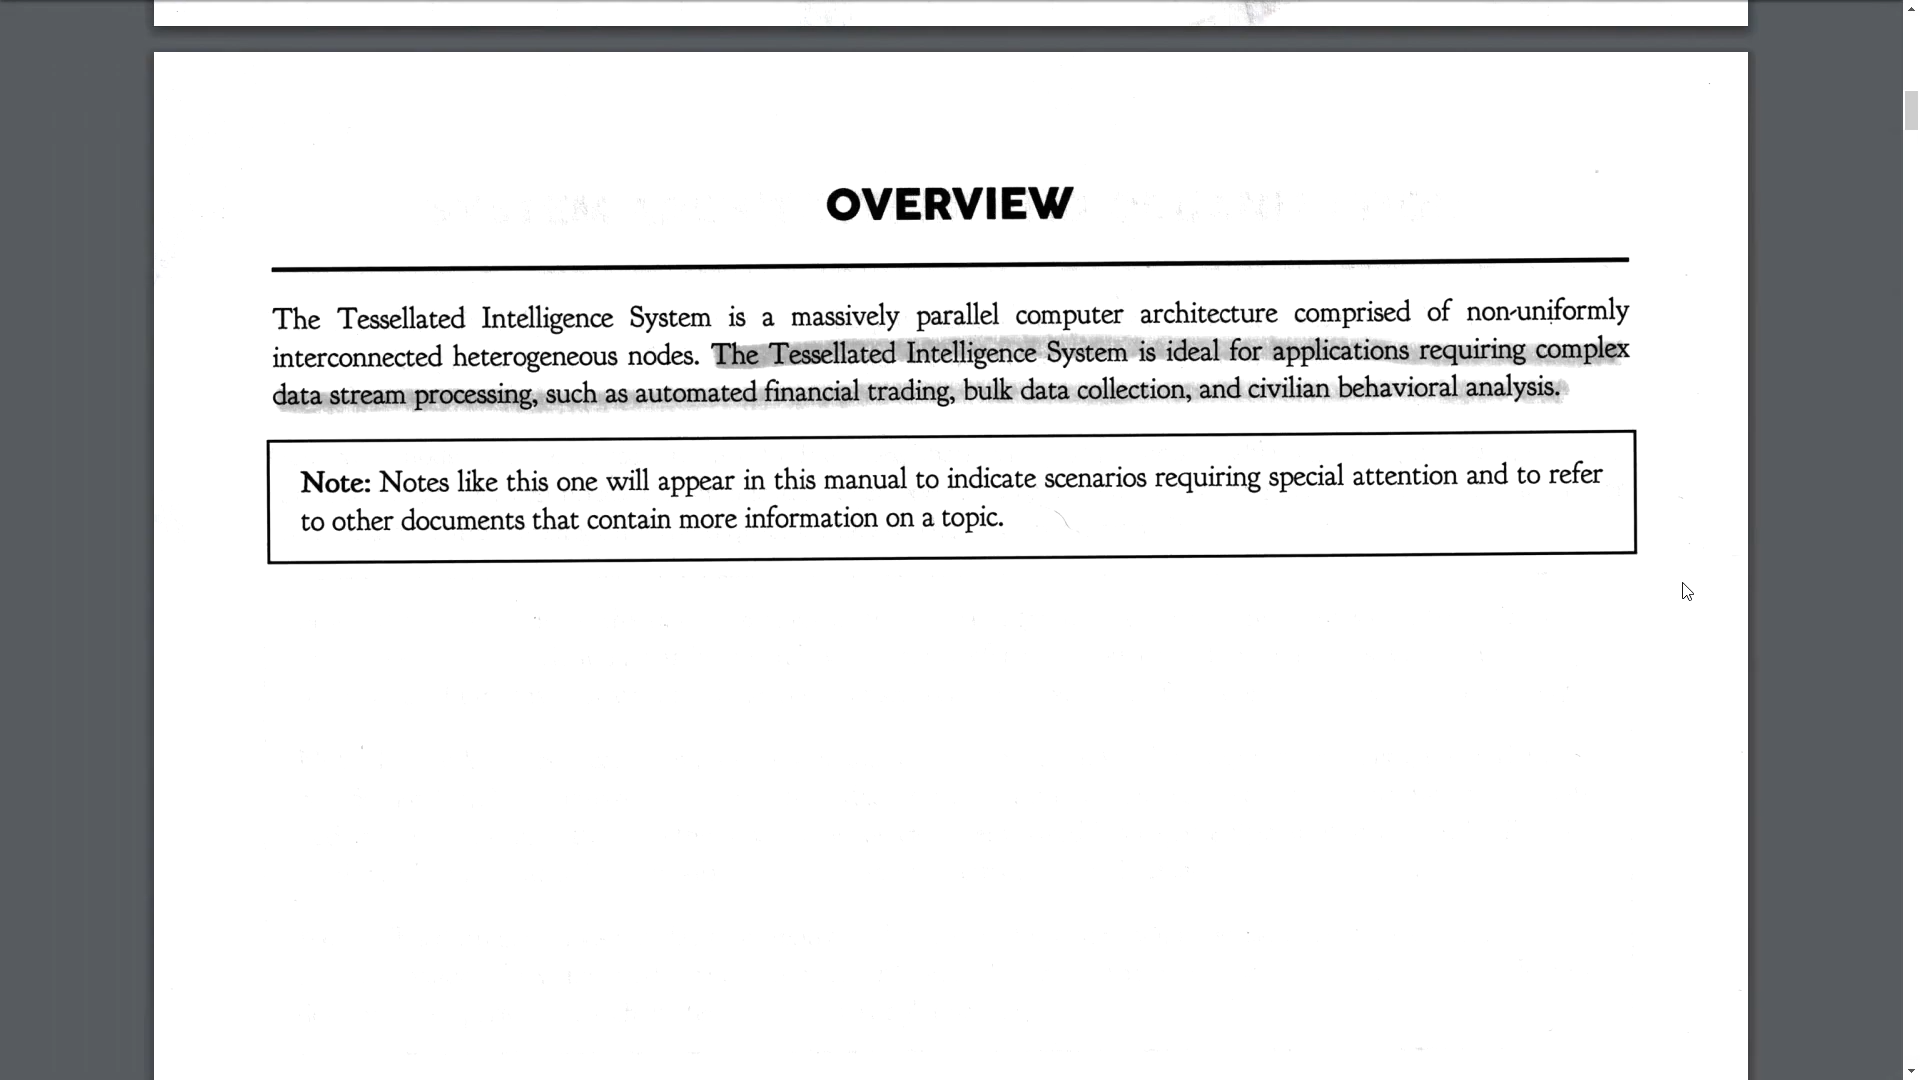 OVERVIEW
The Tessellated Intelligence System is a massively parallel computer architecture comprised of non-uniformly
interconnected heterogeneous nodes. The Tessellated Intelligence System is ideal for applications requiring complex
data stream processing, such as automated financial trading, bulk data collection, and civilian behavioral analysis.
Note: Notes like this one will appear in this manual to indicate scenarios requiring special attention and to refer
to other documents that contain more information on a topic.